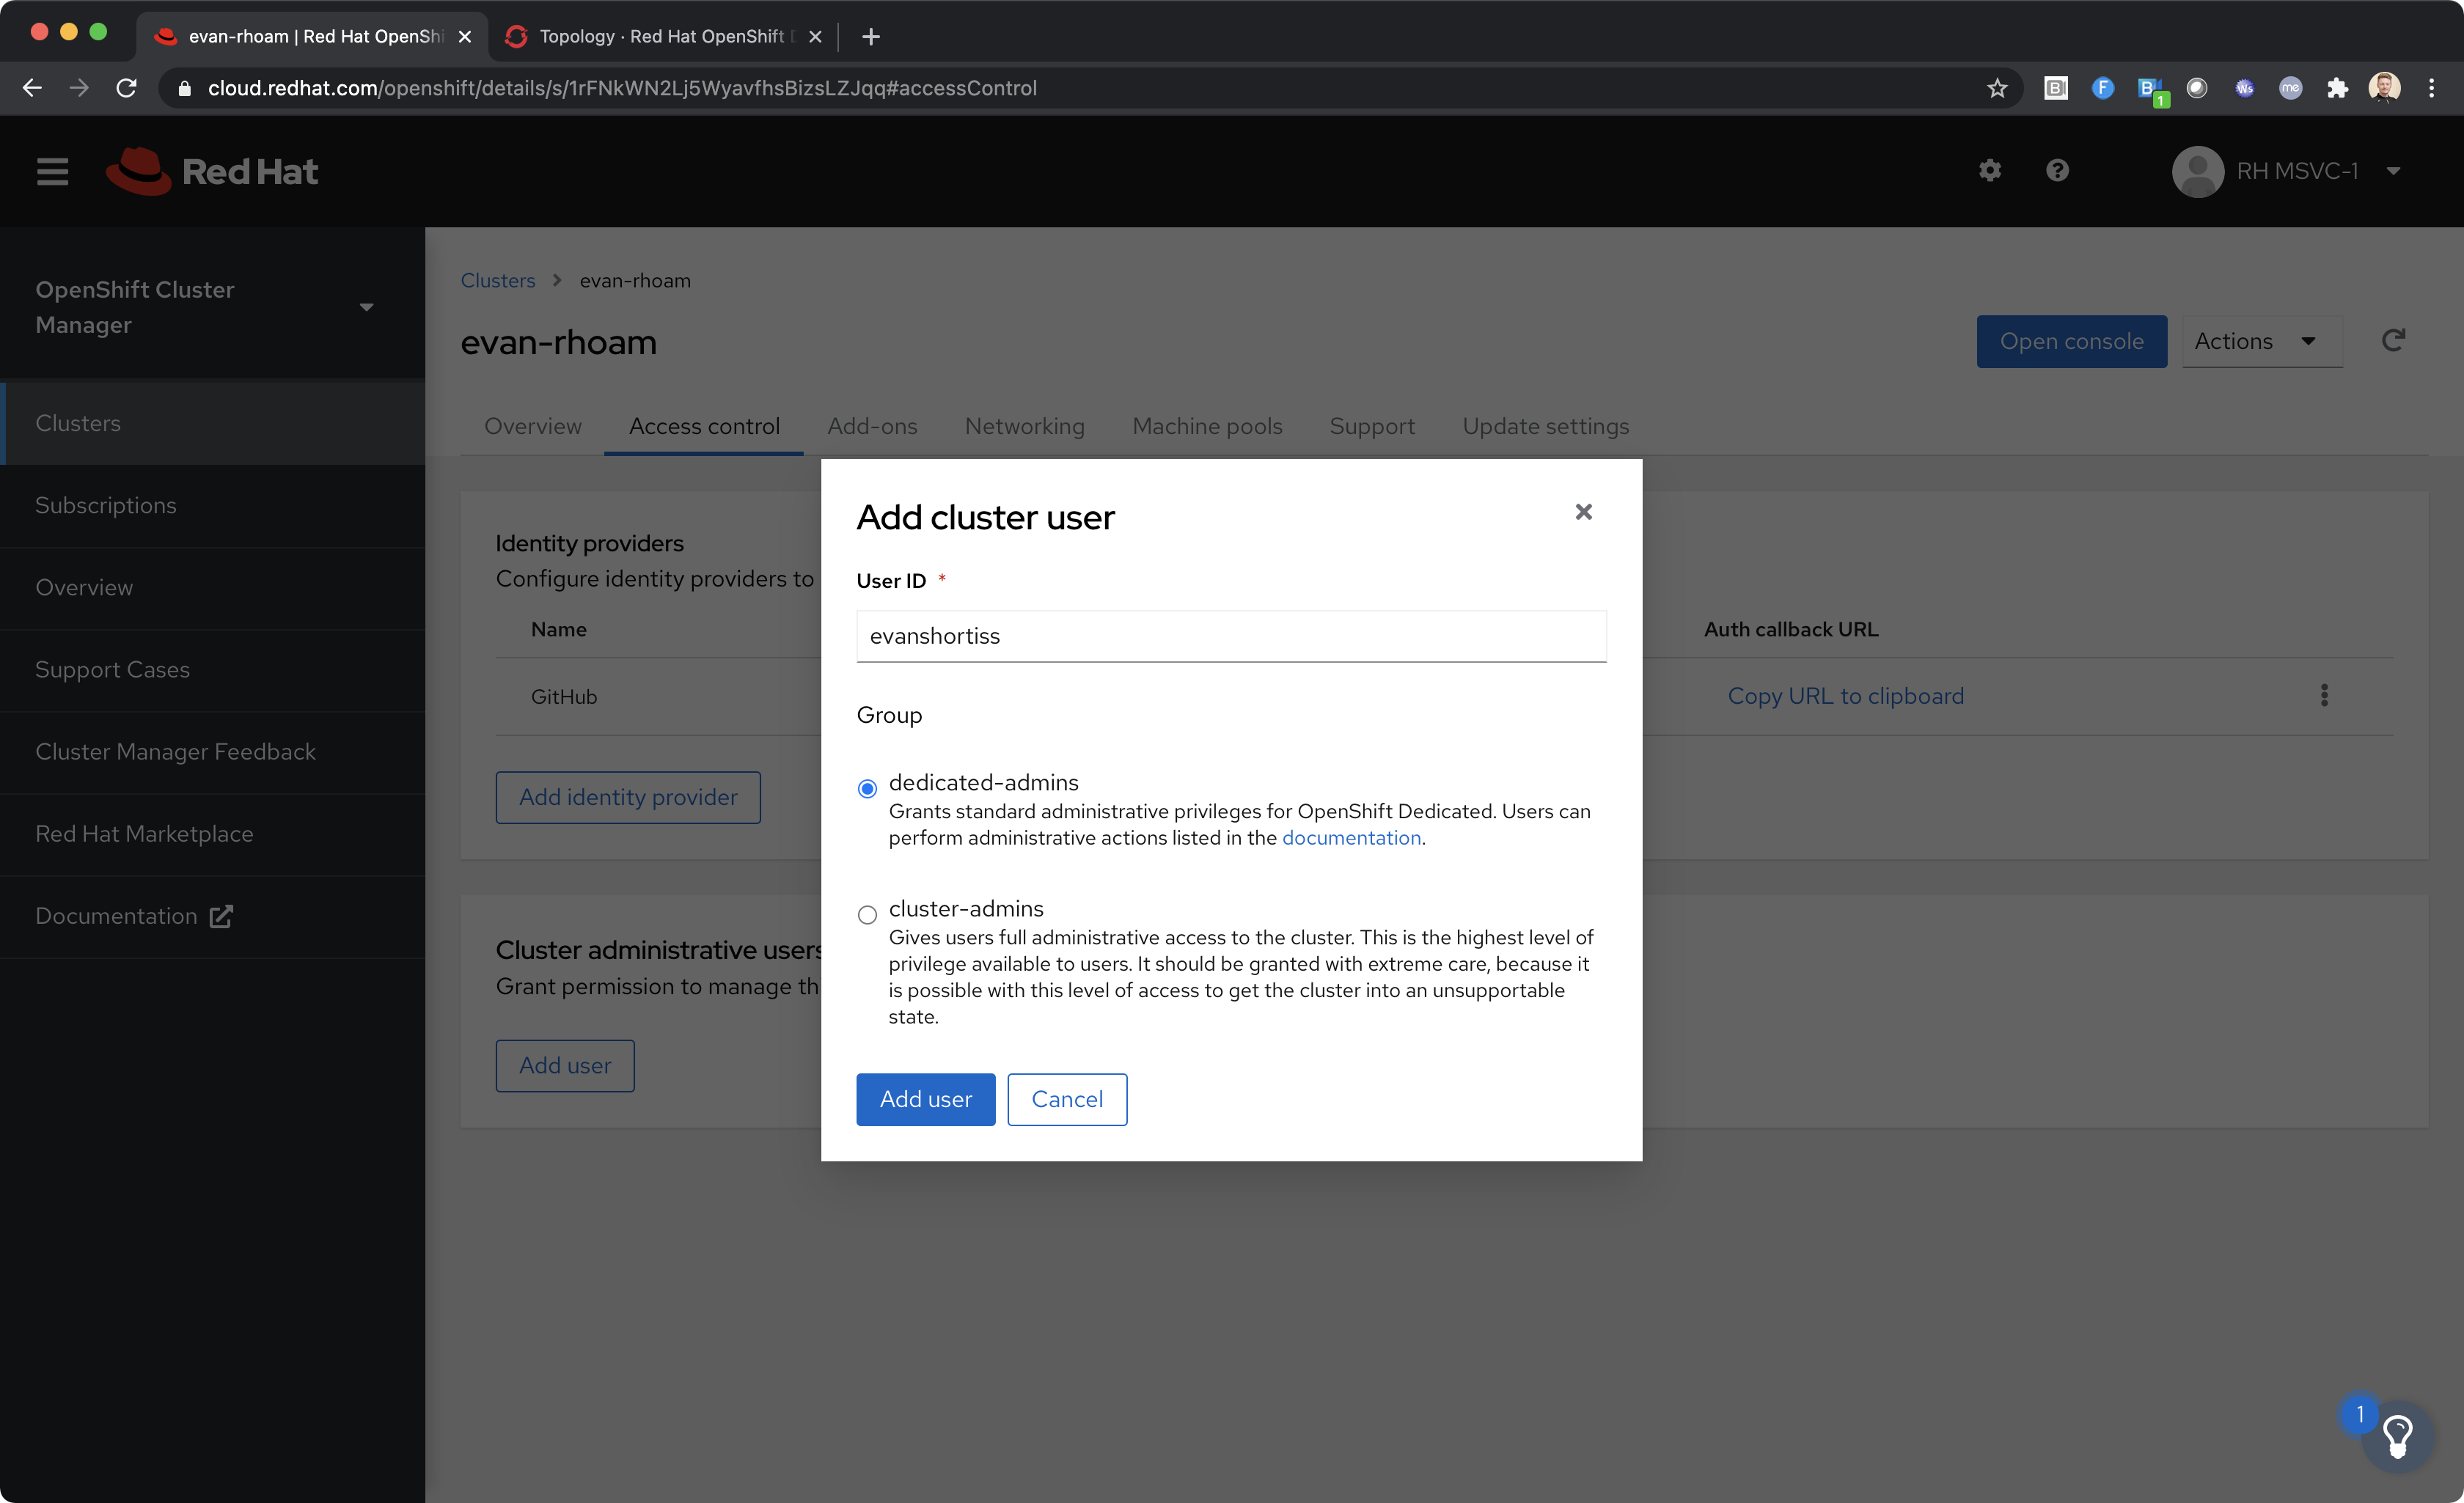 evan-rhoam | Red Hat OpenShi
Topology · Red Hat OpenShift D
cloud.redhat.com/openshift/details/s/1rFNkWN2Lj5WyavfhsBizsLZJqq#accessControl
B
F
B
1
Ws
me
Red Hat
RH MSVC-1
OpenShift Cluster
Manager
Clusters
Subscriptions
Overview
Support Cases
Cluster Manager Feedback
Red Hat Marketplace
Documentation
Clusters
evan-rhoam
evan-rhoam
Open console
Actions
Overview
Access control
Add-ons
Networking
Machine pools
Support
Update settings
Identity providers
Configure identity providers to
Name
Auth callback URL
GitHub
Copy URL to clipboard
Add identity provider
Cluster administrative users
Grant permission to manage th
Add user
Add cluster user
User ID *
evanshortiss
Group
dedicated-admins
Grants standard administrative privileges for OpenShift Dedicated. Users can
perform administrative actions listed in the documentation.
cluster-admins
Gives users full administrative access to the cluster. This is the highest level of
privilege available to users. It should be granted with extreme care, because it
is possible with this level of access to get the cluster into an unsupportable
state.
Add user
Cancel
1